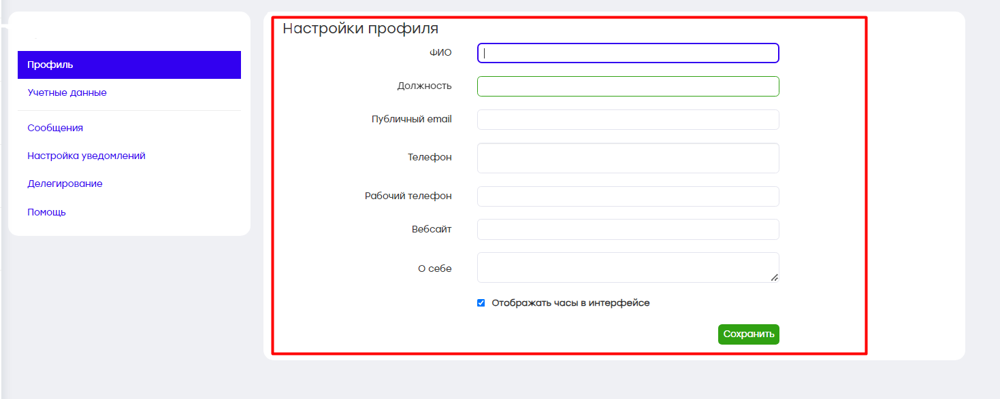 Профиль
Учетные данные
Сообщения
Настройка уведомлений
Делегирование
Помощь
Настройки профиля
ФИО
Должность
Публичный email
Телефон
Рабочий телефон
Вебсайт
О себе
Отображать часы в интерфейсе
Сохранить